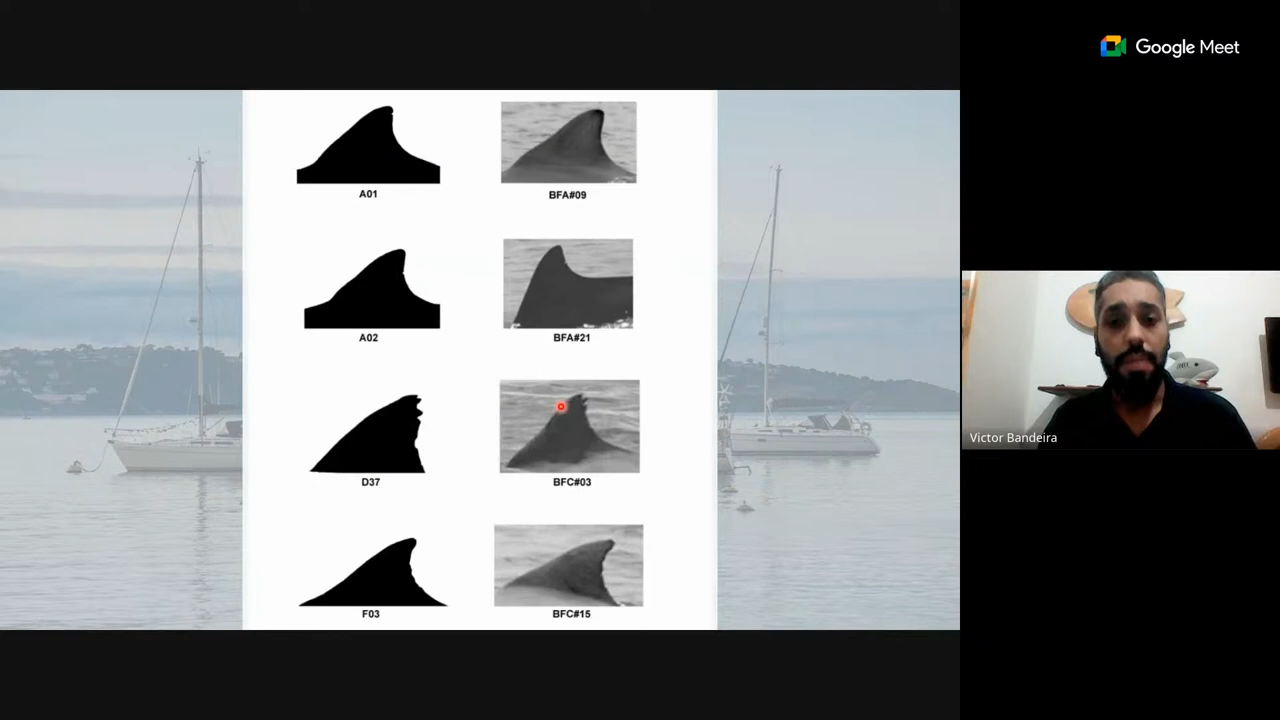 Google Meet
A01
BFA#09
A02
BFA#21
D37
BFC#03
F03
BFC#15
Victor Bandeira